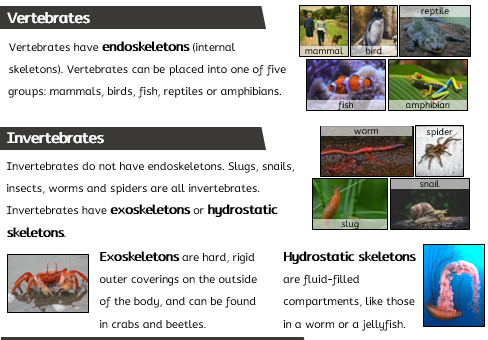 Vertebrates
Vertebrates have endoskeletons (internal
skeletons). Vertebrates can be placed into one of five
groups: mammals, birds, fish, reptiles or amphibians.
mammal
bird
reptile
fish
amphibian
Invertebrates
Invertebrates do not have endoskeletons. Slugs, snails,
insects, worms and spiders are all invertebrates.
Invertebrates have exoskeletons or hydrostatic
skeletons.
worm
spider
slug
snail
Exoskeletons are hard, rigid
outer coverings on the outside
of the body, and can be found
in crabs and beetles.
Hydrostatic skeletons
are fluid-filled
compartments, like those
in a worm or a jellyfish.